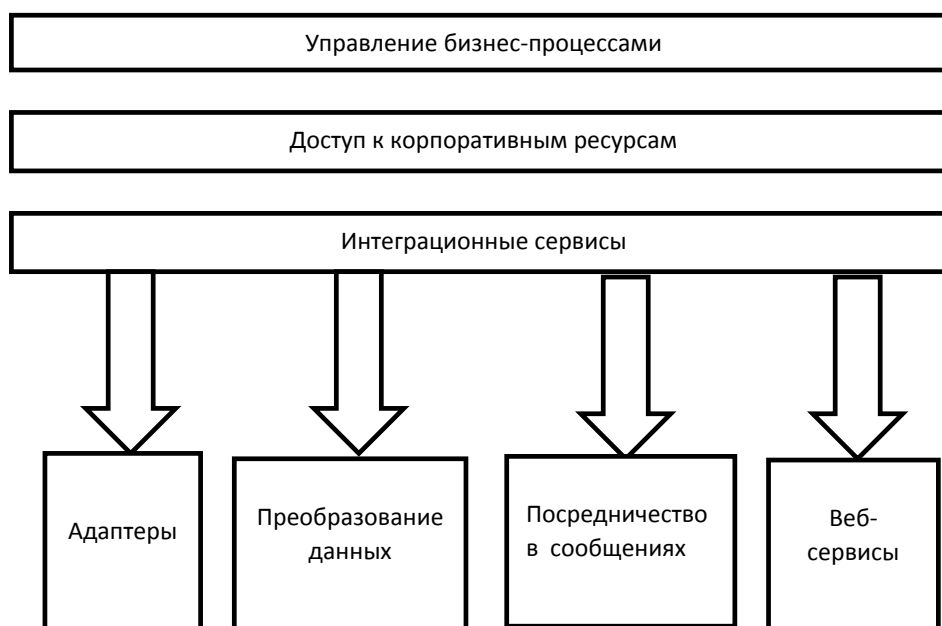 Управление бизнес-процессами
Доступ к корпоративным ресурсам
Интеграционные сервисы
Адаптеры
Преобразование
данных
Посредничество
в сообщениях
Веб-
сервисы